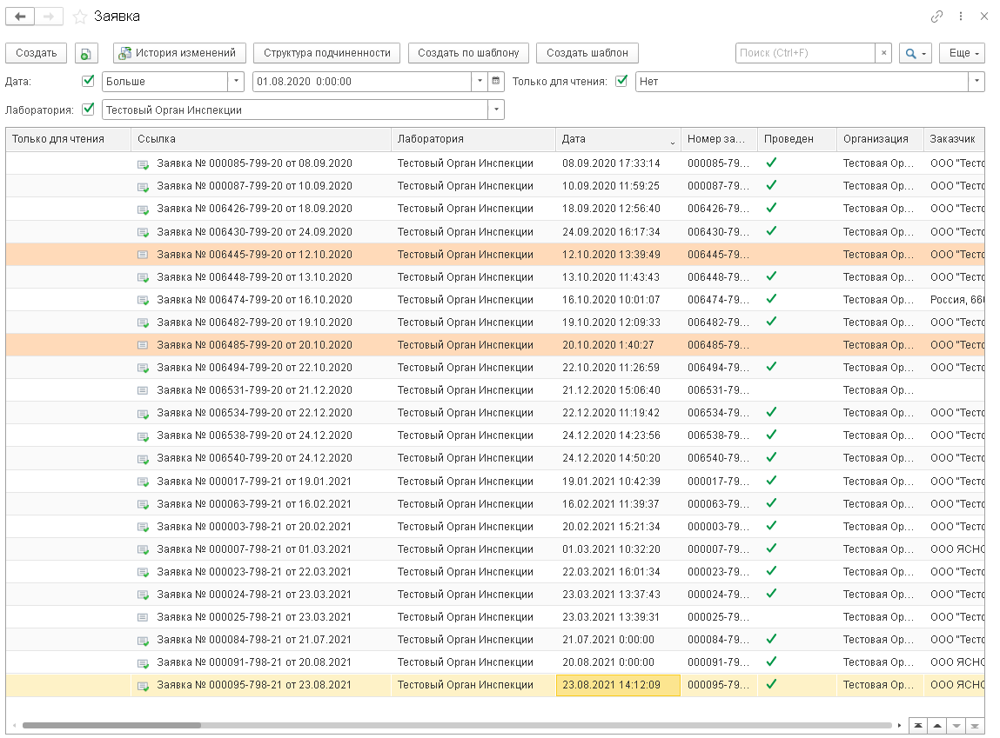 Заявка
Создать История изменений Структура подчиненности Создать по шаблону Создать шаблон Поиск (Ctrl+F) × Еще
Дата: Больше 01.08.2020 0:00:00 Только для чтения: Нет
Лаборатория: Тестовый Орган Инспекции
Только для чтения Ссылка Лаборатория Дата Номер за... Проведен Организация Заказчик
Заявка № 000085-799-20 от 08.09.2020 Тестовый Орган Инспекции 08.09.2020 17:33:14 000085-79... Тестовая Ор... ООО "Тесто
Заявка № 000087-799-20 от 10.09.2020 Тестовый Орган Инспекции 10.09.2020 11:59:25 000087-79... Тестовая Ор... ООО "Тесто
Заявка № 006426-799-20 от 18.09.2020 Тестовый Орган Инспекции 18.09.2020 12:56:40 006426-79... Тестовая Ор... ООО "Тесто
Заявка № 006430-799-20 от 24.09.2020 Тестовый Орган Инспекции 24.09.2020 16:17:34 006430-79... Тестовая Ор... ООО "Тесто
Заявка № 006445-799-20 от 12.10.2020 Тестовый Орган Инспекции 12.10.2020 13:39:49 006445-79... Тестовая Ор... ООО "Тесто
Заявка № 006448-799-20 от 13.10.2020 Тестовый Орган Инспекции 13.10.2020 11:43:43 006448-79... Тестовая Ор... ООО "Тесто
Заявка № 006474-799-20 от 16.10.2020 Тестовый Орган Инспекции 16.10.2020 10:01:07 006474-79... Тестовая Ор... Россия, 660
Заявка № 006482-799-20 от 19.10.2020 Тестовый Орган Инспекции 19.10.2020 12:09:33 006482-79... Тестовая Ор... ООО "Тесто
Заявка № 006485-799-20 от 20.10.2020 Тестовый Орган Инспекции 20.10.2020 1:40:27 006485-79... Тестовая Ор... ООО "Тесто
Заявка № 006494-799-20 от 22.10.2020 Тестовый Орган Инспекции 22.10.2020 11:26:59 006494-79... Тестовая Ор... ООО "Тесто
Заявка № 006531-799-20 от 21.12.2020 Тестовый Орган Инспекции 21.12.2020 15:06:40 006531-79... Тестовая Ор...
Заявка № 006534-799-20 от 22.12.2020 Тестовый Орган Инспекции 22.12.2020 11:19:42 006534-79... Тестовая Ор... ООО "Тесто
Заявка № 006538-799-20 от 24.12.2020 Тестовый Орган Инспекции 24.12.2020 14:23:56 006538-79... Тестовая Ор... ООО "Тесто
Заявка № 006540-799-20 от 24.12.2020 Тестовый Орган Инспекции 24.12.2020 14:50:20 006540-79... Тестовая Ор... ООО "Тесто
Заявка № 000017-799-21 от 19.01.2021 Тестовый Орган Инспекции 19.01.2021 10:42:39 000017-79... Тестовая Ор... ООО "Тесто
Заявка № 000063-799-21 от 16.02.2021 Тестовый Орган Инспекции 16.02.2021 11:39:37 000063-79... Тестовая Ор... ООО "Тесто
Заявка № 000003-798-21 от 20.02.2021 Тестовый Орган Инспекции 20.02.2021 15:21:34 000003-79... Тестовая Ор... ООО "Тесто
Заявка № 000007-798-21 от 01.03.2021 Тестовый Орган Инспекции 01.03.2021 10:32:20 000007-79... Тестовая Ор... ООО ЯСНО
Заявка № 000023-798-21 от 22.03.2021 Тестовый Орган Инспекции 22.03.2021 16:01:34 000023-79... Тестовая Ор... ООО "Тесто
Заявка № 000024-798-21 от 23.03.2021 Тестовый Орган Инспекции 23.03.2021 13:37:43 000024-79... Тестовая Ор... ООО "Тесто
Заявка № 000025-798-21 от 23.03.2021 Тестовый Орган Инспекции 23.03.2021 13:39:31 000025-79... Тестовая Ор... ООО "Тесто
Заявка № 000084-798-21 от 21.07.2021 Тестовый Орган Инспекции 21.07.2021 0:00:00 000084-79... Тестовая Ор... ООО "Тесто
Заявка № 000091-798-21 от 20.08.2021 Тестовый Орган Инспекции 20.08.2021 0:00:00 000091-79... Тестовая Ор... ООО ЯСНО
Заявка № 000095-798-21 от 23.08.2021 Тестовый Орган Инспекции 23.08.2021 14:12:09 000095-79... Тестовая Ор... ООО ЯСНО